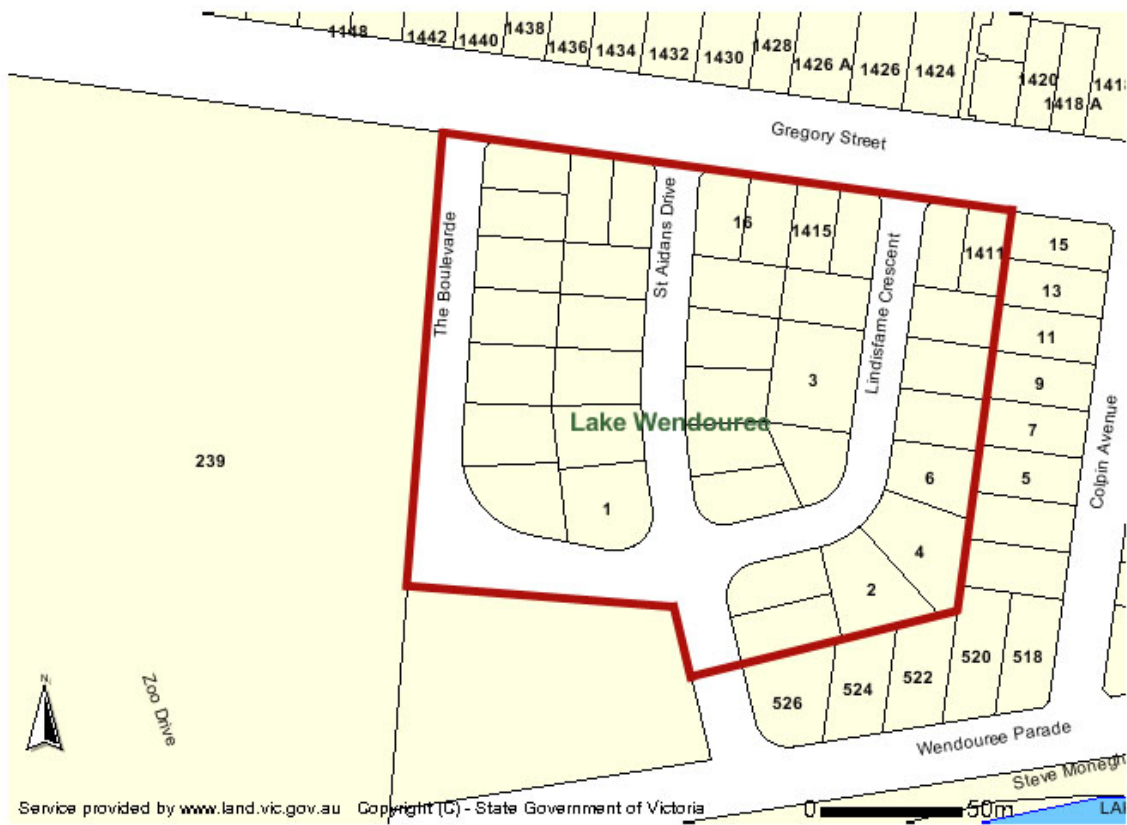 1148
1442
1440
1438
1436
1434
1432
1430
1428
1426 A
1426
1424
1420
1418 A
Gregory Street
The Boulevarde
St Aidans Drive
16
1415
Lindisfarne Crescent
1411
15
13
11
9
7
5
3
Lake Wendouree
Colpin Avenue
239
1
6
4
2
520
518
522
524
526
N
Zoo Drive
Wendouree Parade
Service provided by www.land.vic.gov.au Copyright (C) - State Government of Victoria
0 50m